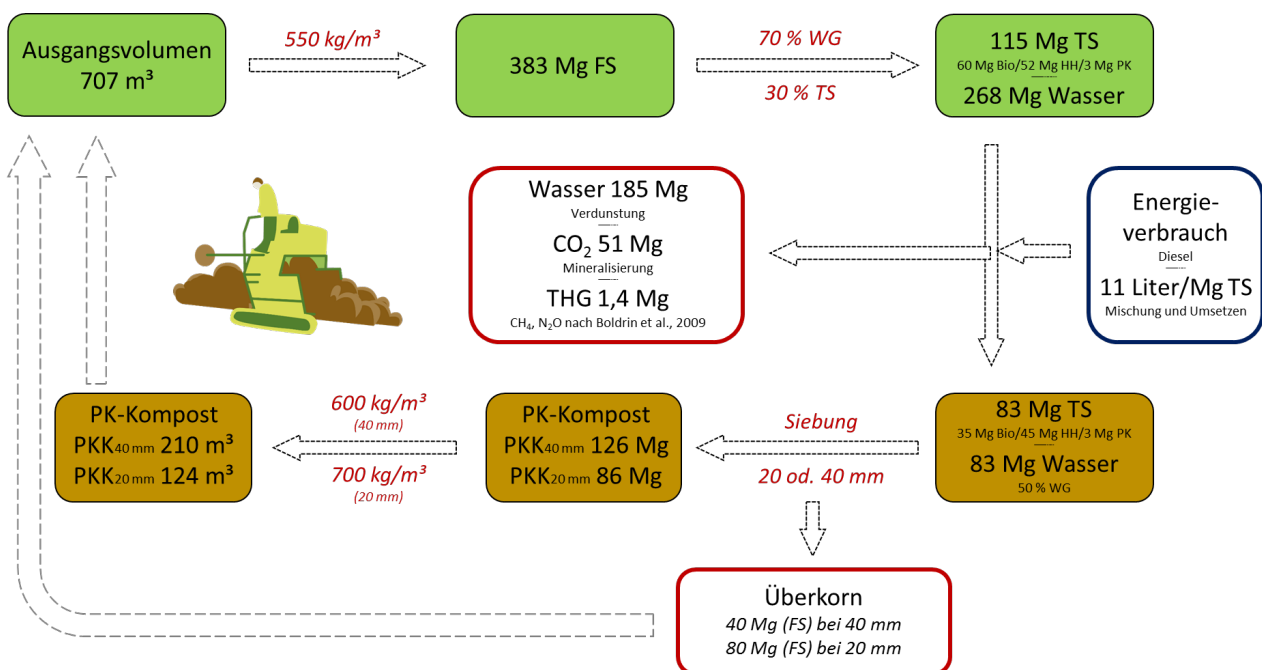 Ausgangsvolumen
707 m³
550 kg/m³
383 Mg FS
70 % WG
30 % TS
115 Mg TS
60 Mg Bio/52 Mg HH/3 Mg PK
268 Mg Wasser
Wasser 185 Mg
Verdunstung
CO₂ 51 Mg
Mineralisierung
THG 1,4 Mg
CH₄, N₂O nach Boldrin et al., 2009
Energie-
verbrauch
Diesel
11 Liter/Mg TS
Mischung und Umsetzen
PK-Kompost
PKK40 mm 210 m³
PKK20 mm 124 m³
600 kg/m³
(40 mm)
700 kg/m³
(20 mm)
PK-Kompost
PKK40 mm 126 Mg
PKK20 mm 86 Mg
Siebung
20 od. 40 mm
83 Mg TS
35 Mg Bio/45 Mg HH/3 Mg PK
83 Mg Wasser
50 % WG
Überkorn
40 Mg (FS) bei 40 mm
80 Mg (FS) bei 20 mm